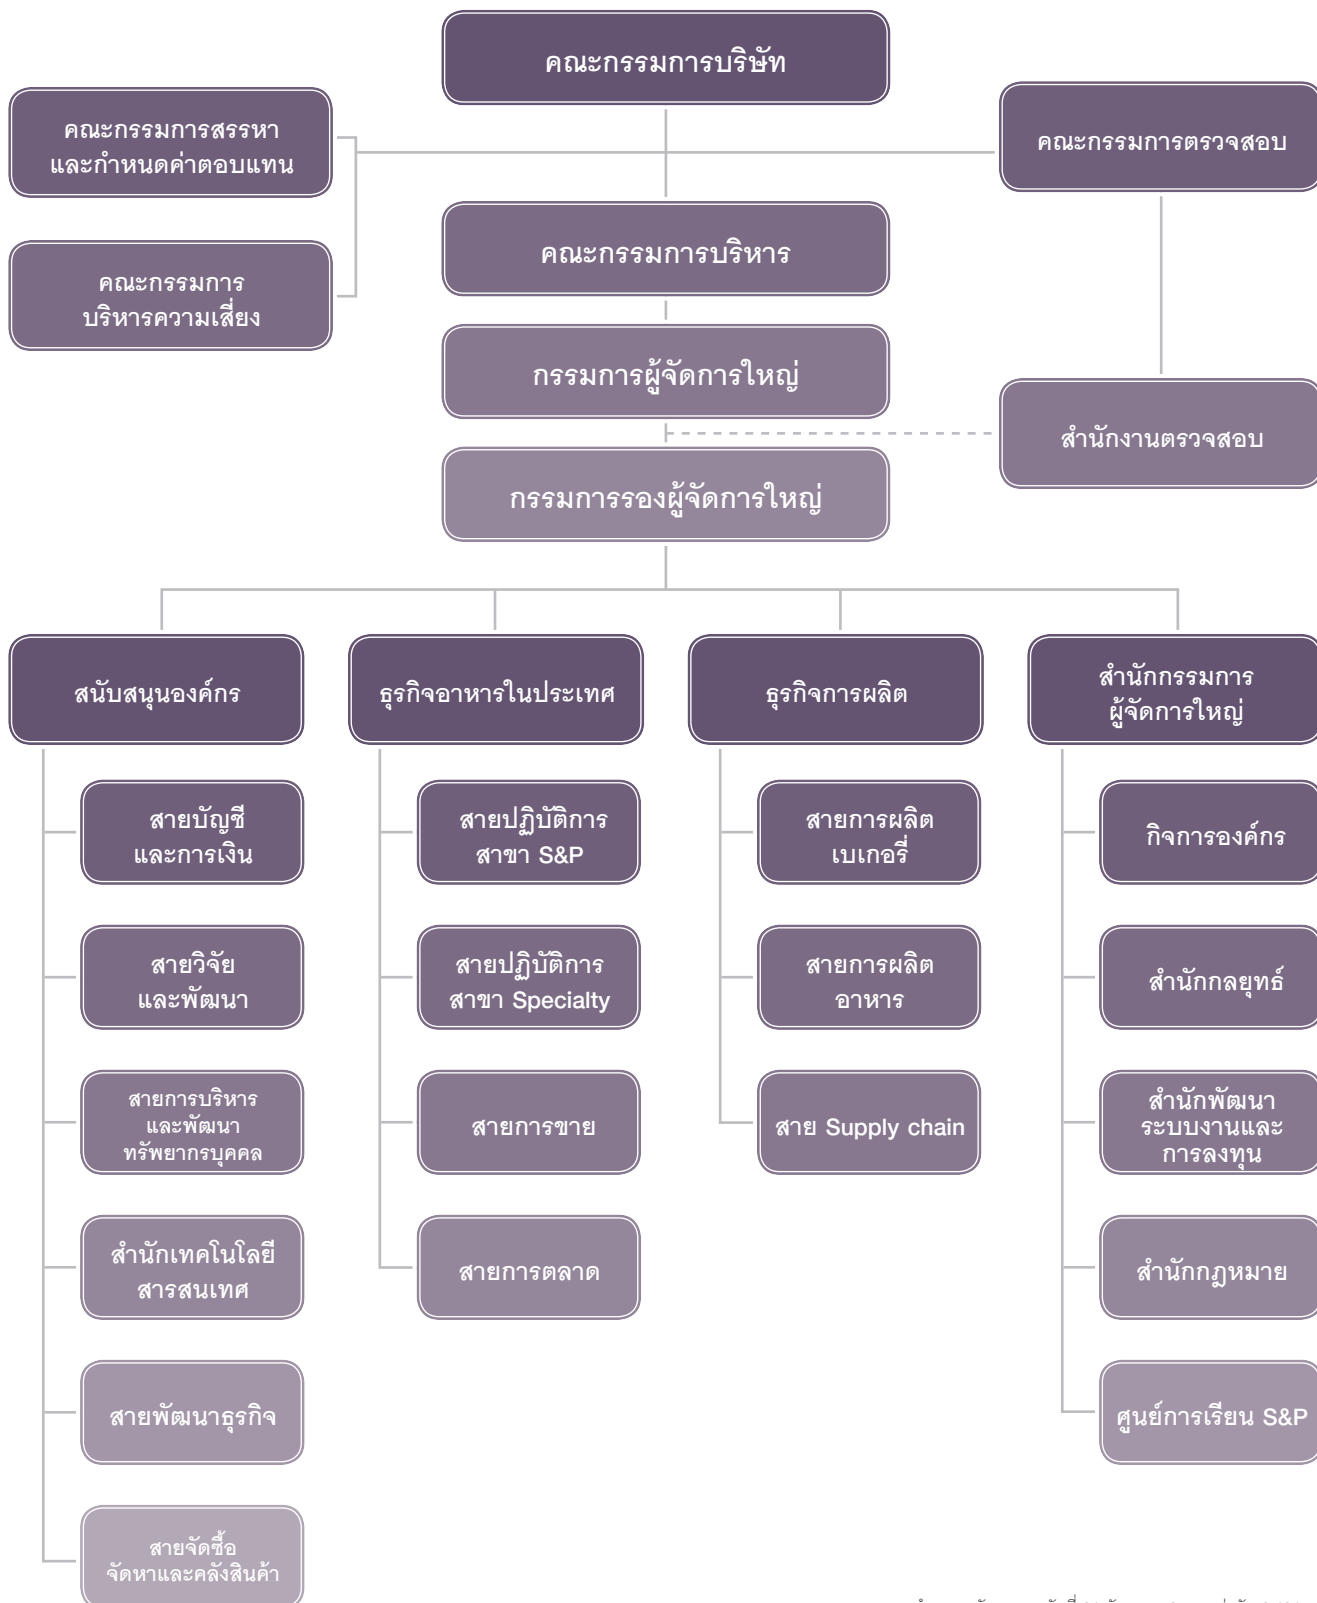 คณะกรรมการบริษัท
คณะกรรมการสรรหา
และกำหนดค่าตอบแทน
คณะกรรมการตรวจสอบ
คณะกรรมการบริหาร
คณะกรรมการ
บริหารความเสี่ยง
กรรมการผู้จัดการใหญ่
สำนักงานตรวจสอบ
กรรมการรองผู้จัดการใหญ่
สนับสนุนองค์กร
สายบัญชี
และการเงิน
สายวิจัย
และพัฒนา
สายการบริหาร
และพัฒนา
ทรัพยากรบุคคล
สำนักเทคโนโลยี
สารสนเทศ
สายพัฒนาธุรกิจ
สายจัดซื้อ
จัดหาและคลังสินค้า
ธุรกิจอาหารในประเทศ
สายปฏิบัติการ
สาขา S&P
สายปฏิบัติการ
สาขา Specialty
สายการขาย
สายการตลาด
ธุรกิจการผลิต
สายการผลิต
เบเกอรี่
สายการผลิต
อาหาร
สาย Supply chain
สำนักกรรมการ
ผู้จัดการใหญ่
กิจการองค์กร
สำนักกลยุทธ์
สำนักพัฒนา
ระบบงานและ
การลงทุน
สำนักกฎหมาย
ศูนย์การเรียน S&P